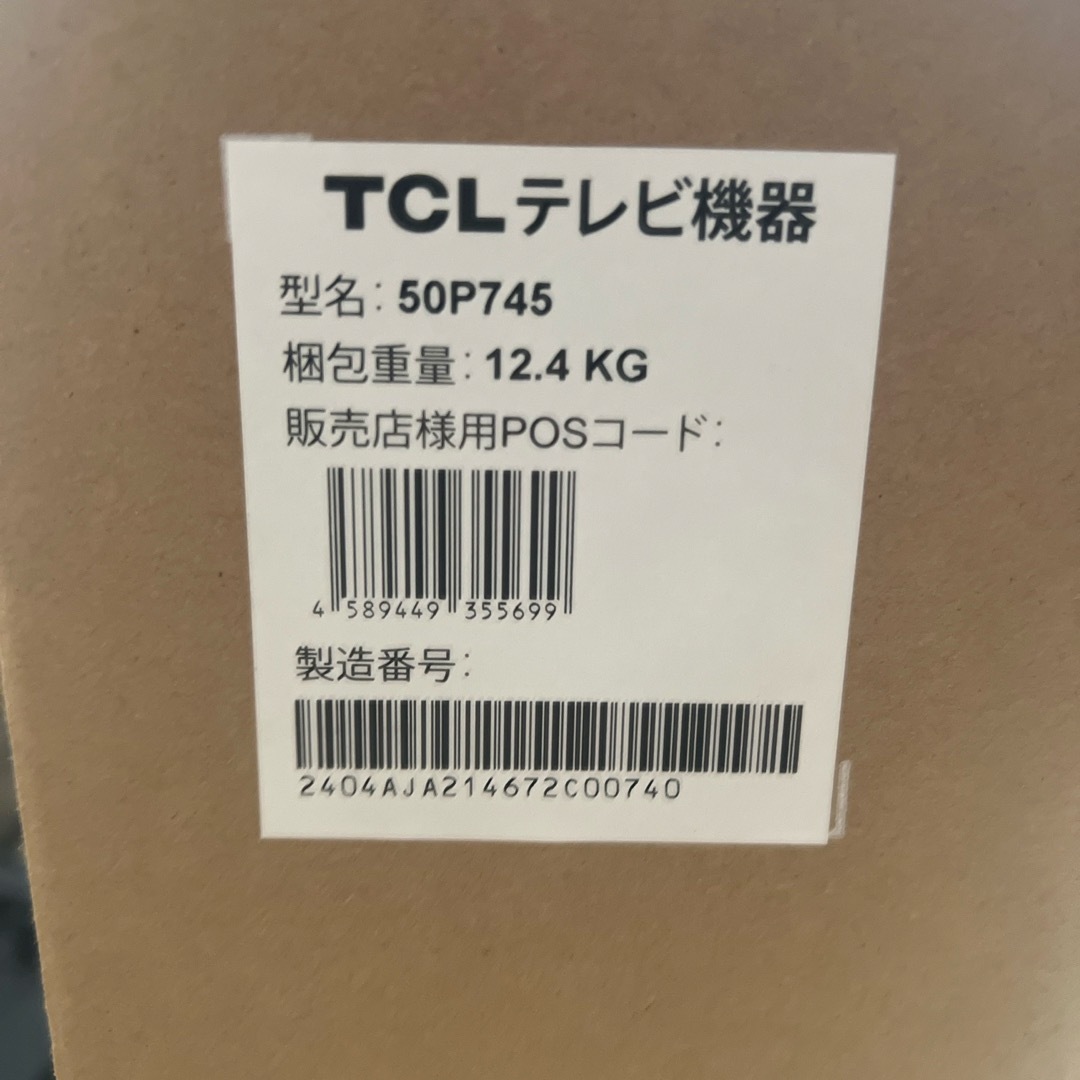 TCLテレビ機器
型名: 50P745
梱包重量: 12.4 KG
販売店様用POSコード:
4 589449 355699
製造番号:
2404AJA214672C00740